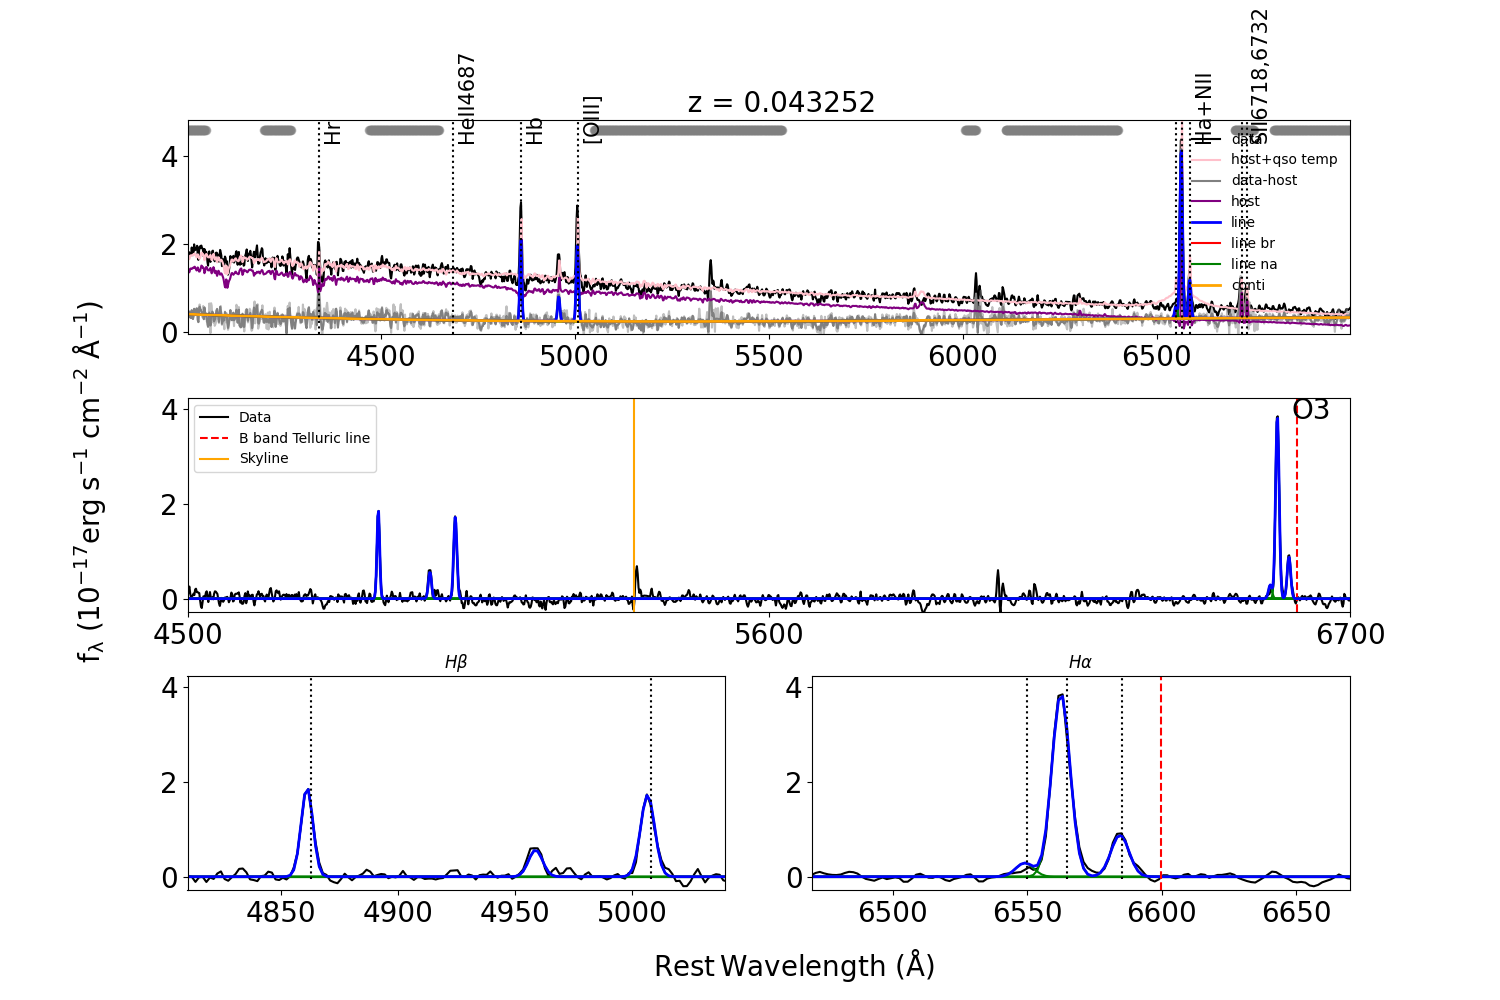 z = 0.043252
Hr
HeII4687
Hb
[OIII]
Ha+NII
SII6718,6732
data
host+qso temp
data-host
host
line
line br
line na
conti
4
2
0
4500
5000
5500
6000
6500
fλ (10⁻¹⁷erg s⁻¹ cm⁻² Å⁻¹)
Data
B band Telluric line
Skyline
O3
4
2
0
4500
5600
6700
Hβ
4
2
0
4850
4900
4950
5000
Hα
4
2
0
6500
6550
6600
6650
Rest Wavelength (Å)